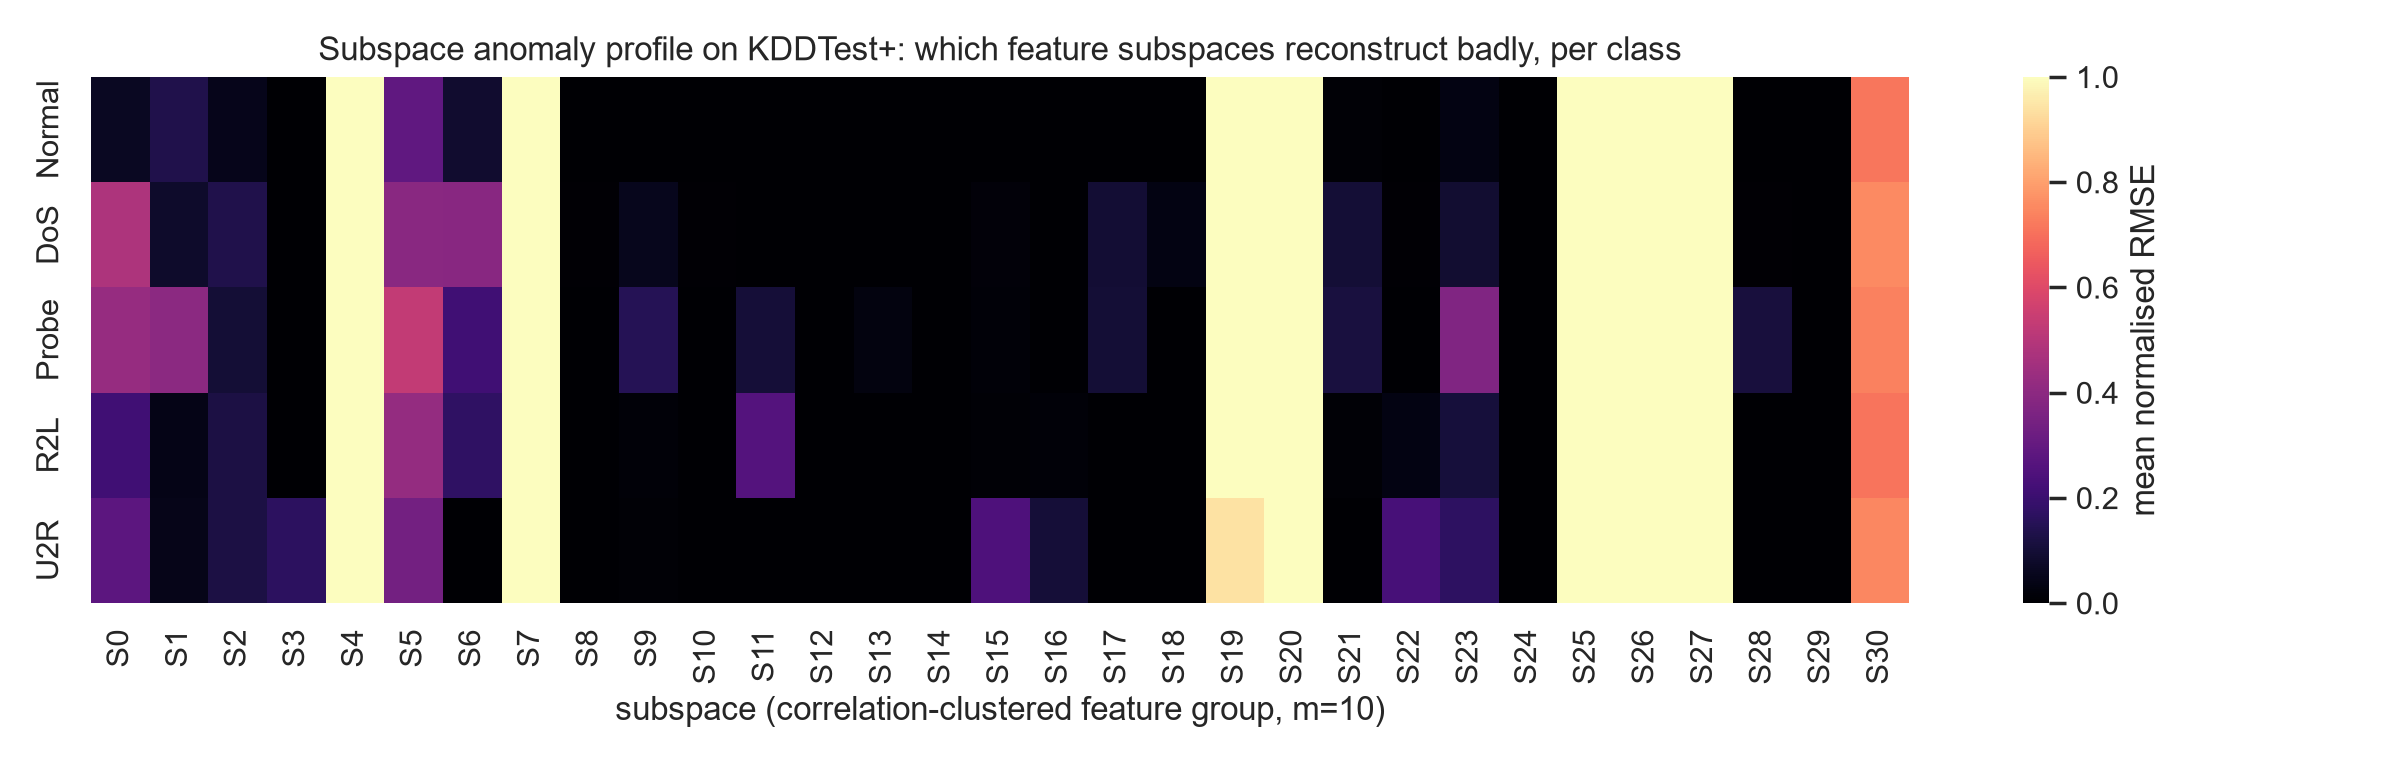 Subspace anomaly profile on KDDTest+: which feature subspaces reconstruct badly, per class
Normal
DoS
Probe
R2L
U2R
S0 S1 S2 S3 S4 S5 S6 S7 S8 S9 S10 S11 S12 S13 S14 S15 S16 S17 S18 S19 S20 S21 S22 S23 S24 S25 S26 S27 S28 S29 S30
subspace (correlation-clustered feature group, m=10)
1.0
0.8
0.6
0.4
0.2
0.0
mean normalised RMSE